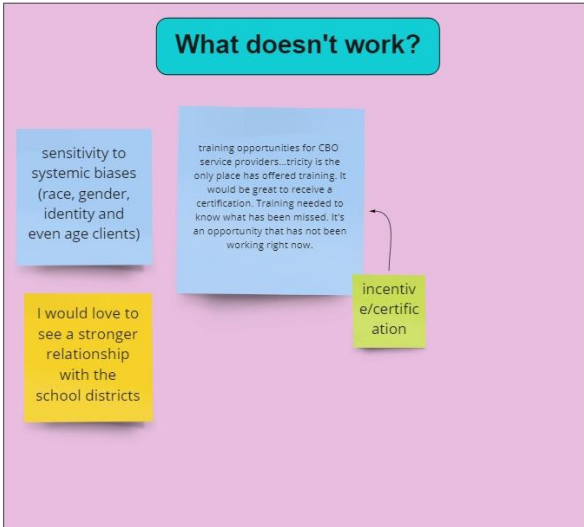 What doesn't work?
sensitivity to
systemic biases
(race, gender,
identity and
even age clients)
training opportunities for CBO
service providers...tricity is the
only place has offered training. It
would be great to receive a
certification. Training needed to
know what has been missed. It's
an opportunity that has not been
working right now.
incentiv
e/certific
ation
I would love to
see a stronger
relationship
with the
school districts